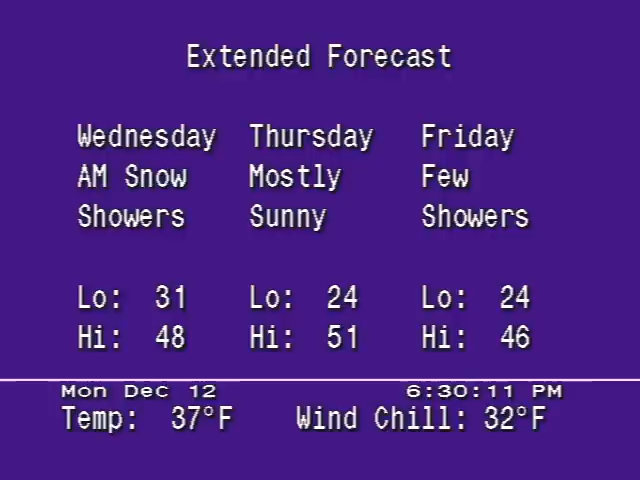 Extended Forecast
Wednesday Thursday Friday
AM Snow Mostly Few
Showers Sunny Showers
Lo: 31 Lo: 24 Lo: 24
Hi: 48 Hi: 51 Hi: 46
Mon Dec 12 6:30:11 PM
Temp: 37°F Wind Chill: 32°F